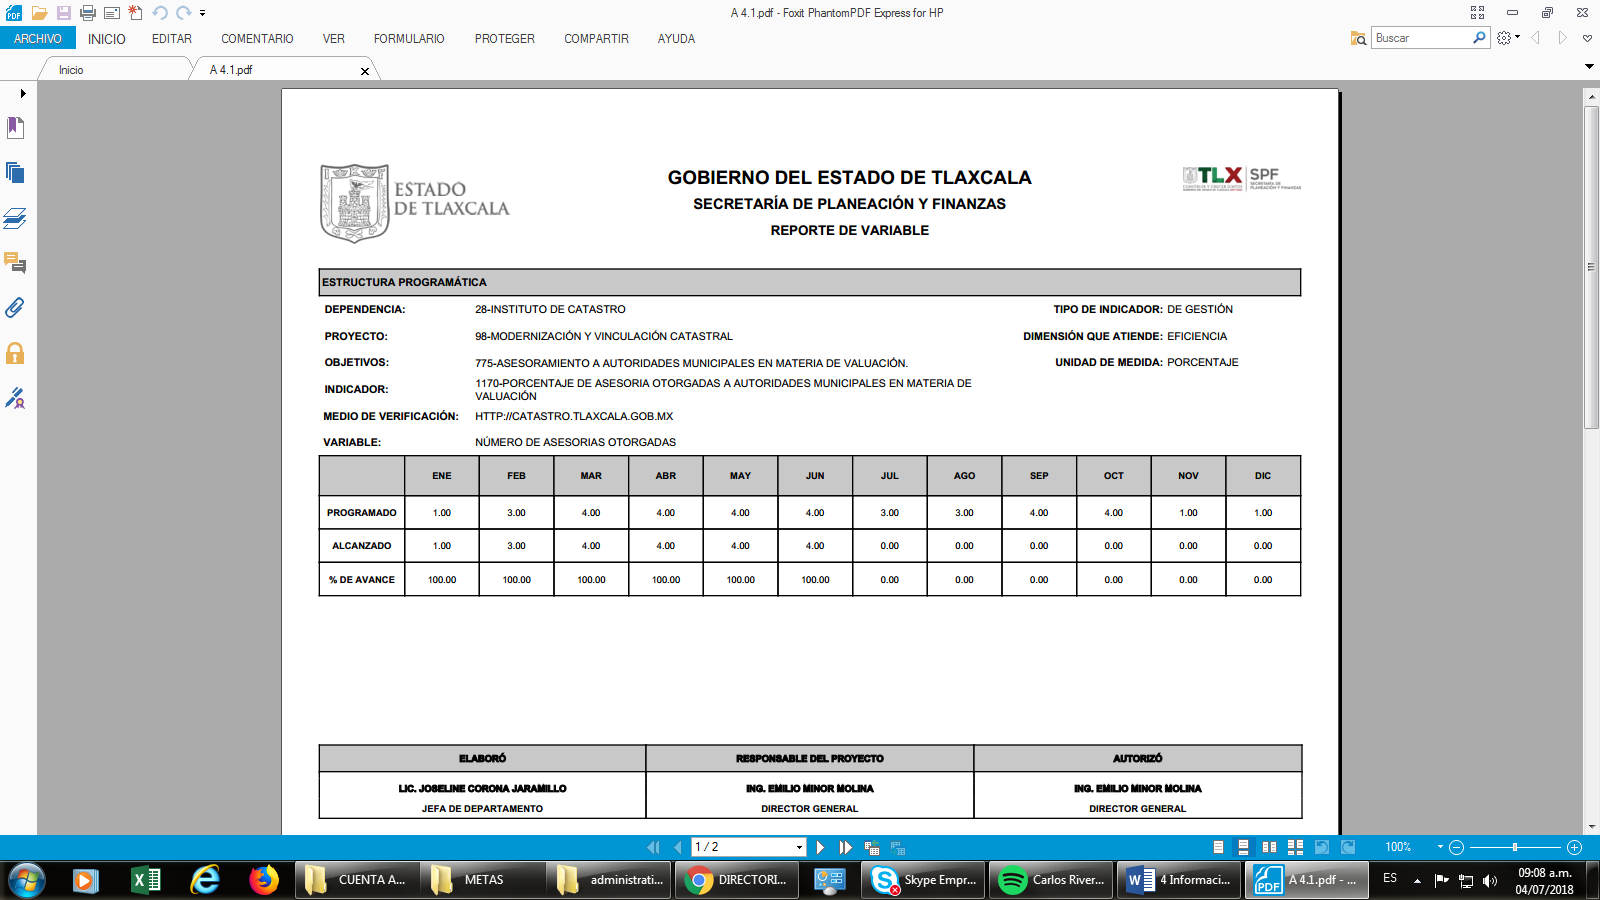 A 4.1.pdf - Foxit PhantomPDF Express for HP
ARCHIVO INICIO EDITAR COMENTARIO VER FORMULARIO PROTEGER COMPARTIR AYUDA Buscar
Inicio A 4.1.pdf
ESTADO
DE TLAXCALA
GOBIERNO DEL ESTADO DE TLAXCALA
SECRETARÍA DE PLANEACIÓN Y FINANZAS
REPORTE DE VARIABLE
TLX SPF
SECRETARÍA DE
PLANEACIÓN Y FINANZAS
ESTRUCTURA PROGRAMÁTICA
DEPENDENCIA: 28-INSTITUTO DE CATASTRO TIPO DE INDICADOR: DE GESTIÓN
PROYECTO: 98-MODERNIZACIÓN Y VINCULACIÓN CATASTRAL DIMENSIÓN QUE ATIENDE: EFICIENCIA
OBJETIVOS: 775-ASESORAMIENTO A AUTORIDADES MUNICIPALES EN MATERIA DE VALUACIÓN. UNIDAD DE MEDIDA: PORCENTAJE
INDICADOR: 1170-PORCENTAJE DE ASESORIA OTORGADAS A AUTORIDADES MUNICIPALES EN MATERIA DE
VALUACIÓN
MEDIO DE VERIFICACIÓN: HTTP://CATASTRO.TLAXCALA.GOB.MX
VARIABLE: NÚMERO DE ASESORIAS OTORGADAS
ENE FEB MAR ABR MAY JUN JUL AGO SEP OCT NOV DIC
PROGRAMADO 1.00 3.00 4.00 4.00 4.00 4.00 3.00 3.00 4.00 4.00 1.00 1.00
ALCANZADO 1.00 3.00 4.00 4.00 4.00 4.00 0.00 0.00 0.00 0.00 0.00 0.00
% DE AVANCE 100.00 100.00 100.00 100.00 100.00 100.00 0.00 0.00 0.00 0.00 0.00 0.00
ELABORÓ RESPONSABLE DEL PROYECTO AUTORIZÓ
LIC. JOSELINE CORONA JARAMILLO ING. EMILIO MINOR MOLINA ING. EMILIO MINOR MOLINA
JEFA DE DEPARTAMENTO DIRECTOR GENERAL DIRECTOR GENERAL
1 / 2 100%
CUENTA A... METAS administrati... DIRECTORI... Skype Empr... Carlos River... 4 Informaci... A 4.1.pdf - ... ES 09:08 a.m.
04/07/2018